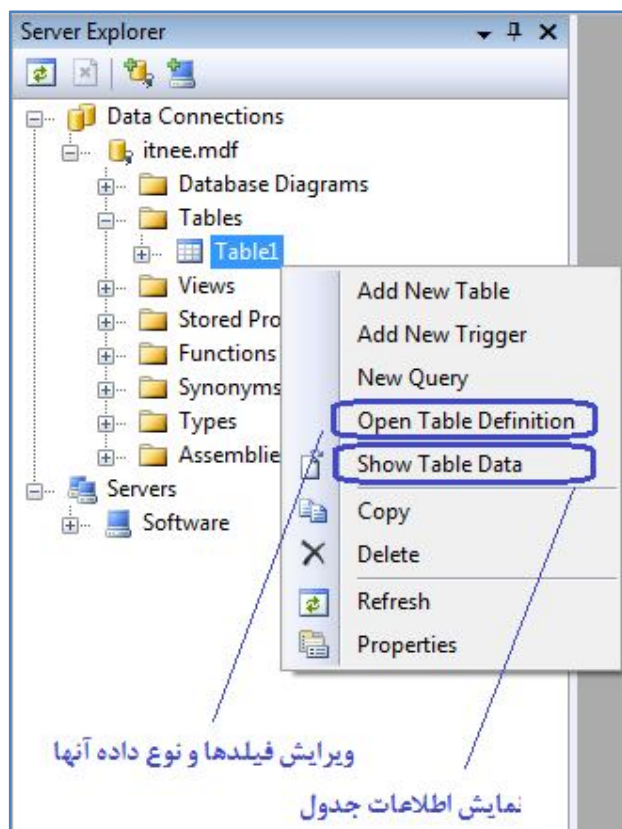 Server Explorer
Data Connections
itnee.mdf
Database Diagrams
Tables
Table1
Views
Stored Pro
Functions
Synonyms
Types
Assemblie
Servers
Software
Add New Table
Add New Trigger
New Query
Open Table Definition
Show Table Data
Copy
Delete
Refresh
Properties
ویرایش فیلدها و نوع داده آنها
نمایش اطلاعات جدول